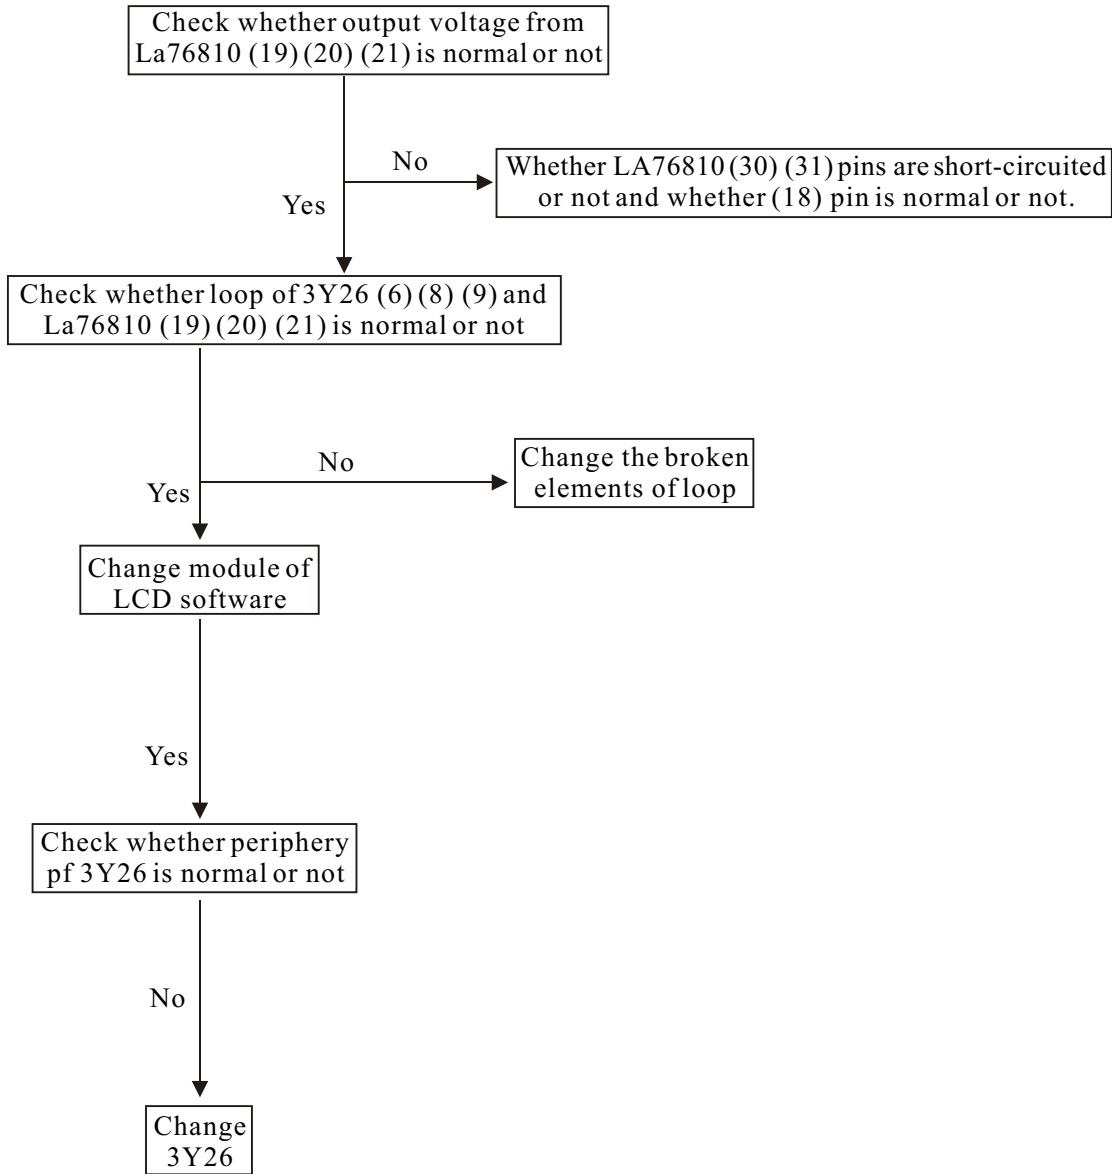 Check whether output voltage from
La76810 (19) (20) (21) is normal or not
No
Whether LA76810 (30) (31) pins are short-circuited
or not and whether (18) pin is normal or not.
Yes
Check whether loop of 3Y26 (6) (8) (9) and
La76810 (19) (20) (21) is normal or not
No
Change the broken
elements of loop
Yes
Change module of
LCD software
Yes
Check whether periphery
pf 3Y26 is normal or not
No
Change
3Y26